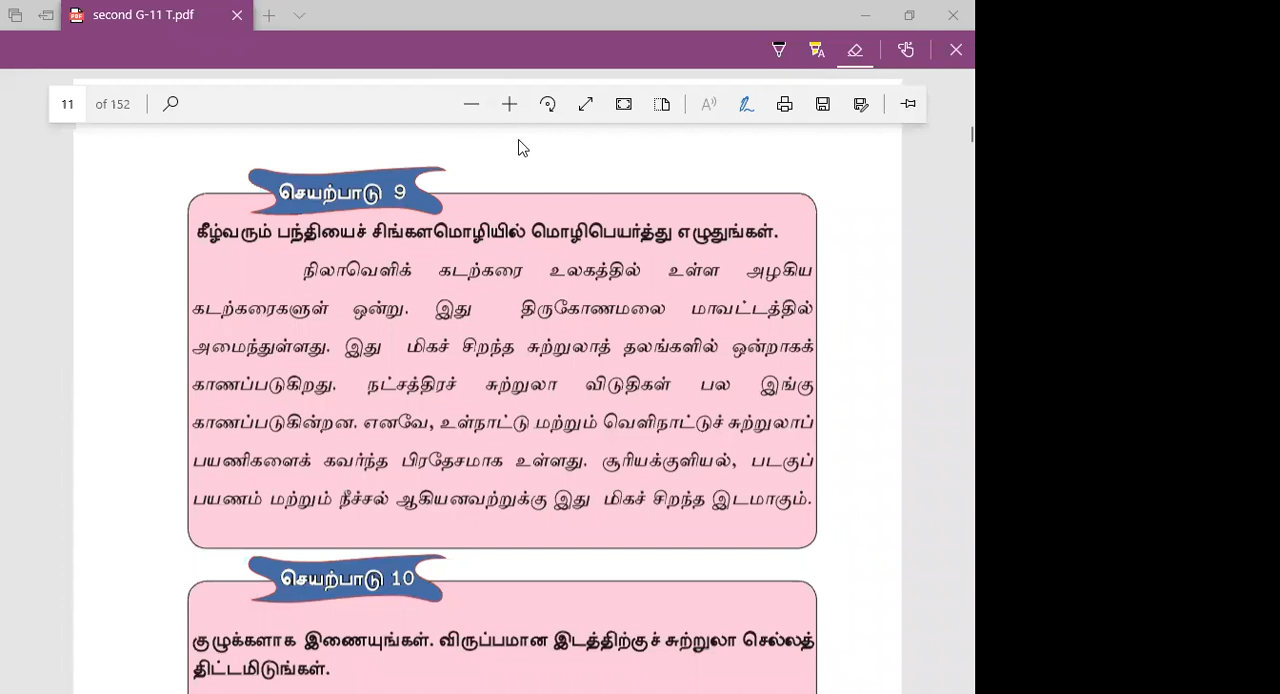 second G-11 T.pdf
11 of 152
செயற்பாடு 9
கீழ்வரும் பந்தியைச் சிங்களமொழியில் மொழிபெயர்த்து எழுதுங்கள்.
நிலாவெளிக் கடற்கரை உலகத்தில் உள்ள அழகிய
கடற்கரைகளுள் ஒன்று. இது திருகோணமலை மாவட்டத்தில்
அமைந்துள்ளது. இது மிகச் சிறந்த சுற்றுலாத் தலங்களில் ஒன்றாகக்
காணப்படுகிறது. நட்சத்திரச் சுற்றுலா விடுதிகள் பல இங்கு
காணப்படுகின்றன. எனவே, உள்நாட்டு மற்றும் வெளிநாட்டுச் சுற்றுலாப்
பயணிகளைக் கவர்ந்த பிரதேசமாக உள்ளது. சூரியக்குளியல், படகுப்
பயணம் மற்றும் நீச்சல் ஆகியனவற்றுக்கு இது மிகச் சிறந்த இடமாகும்.
செயற்பாடு 10
குழுக்களாக இணையுங்கள். விருப்பமான இடத்திற்குச் சுற்றுலா செல்லத்
திட்டமிடுங்கள்.